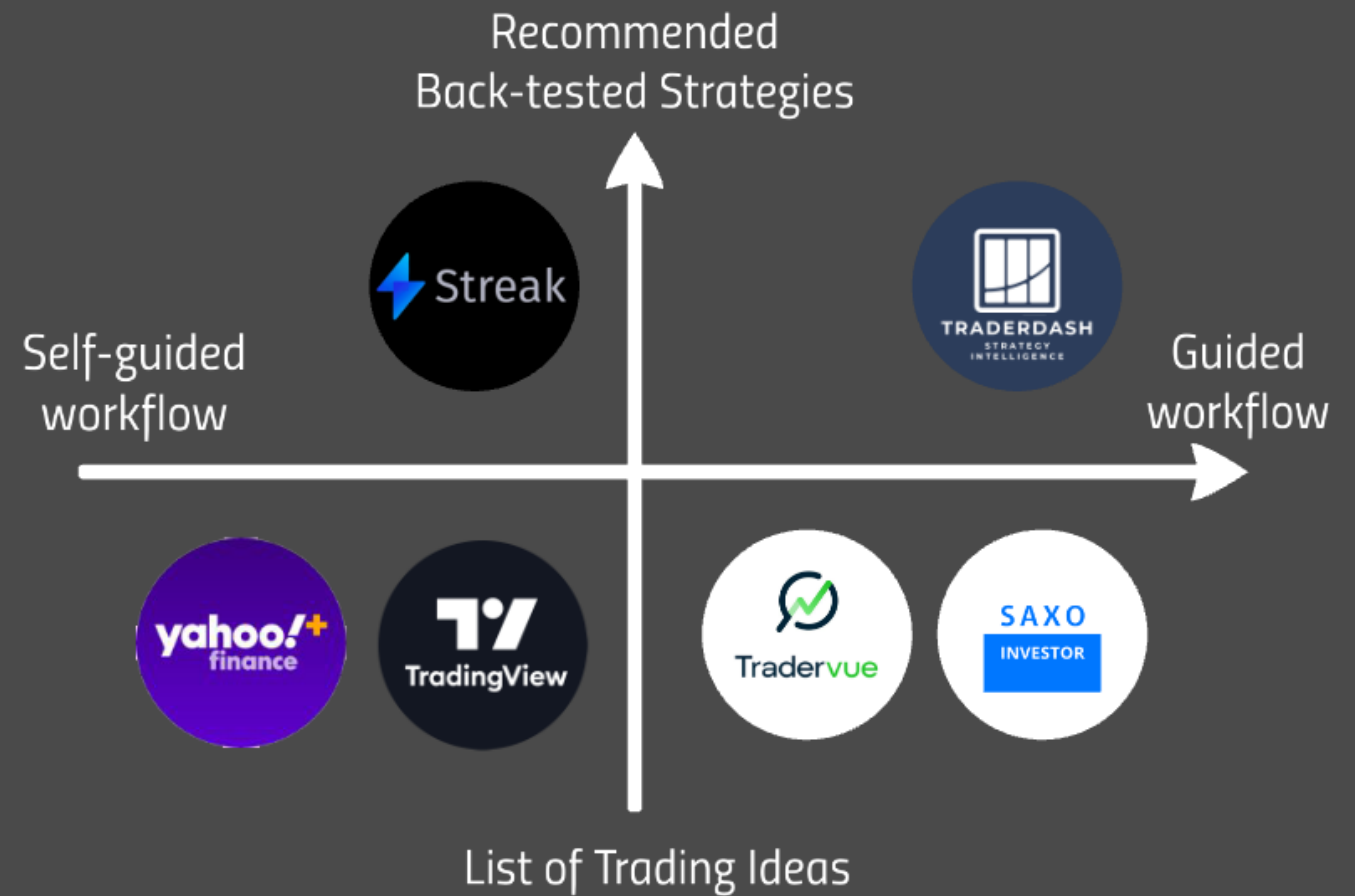 Recommended
Back-tested Strategies
Streak
TRADERDASH
STRATEGY
INTELLIGENCE
Self-guided
workflow
Guided
workflow
yahoo!+
finance
TradingView
Tradervue
SAXO
INVESTOR
List of Trading Ideas